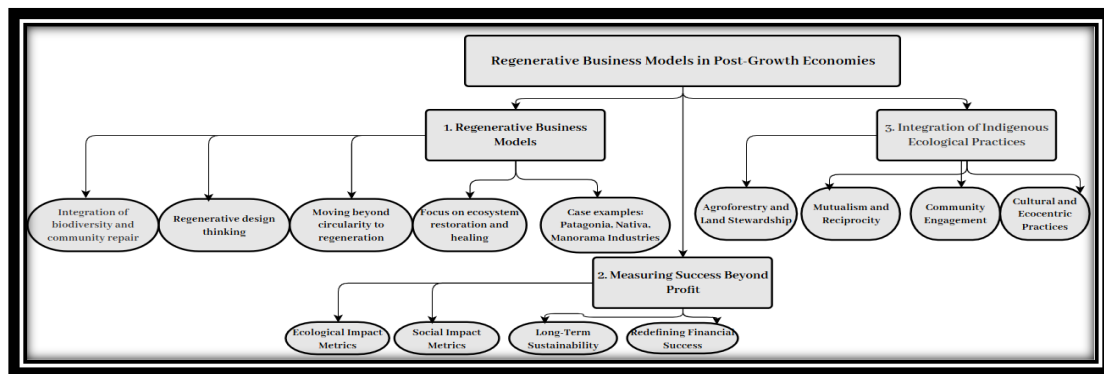 Regenerative Business Models in Post-Growth Economies
1. Regenerative Business
Models
3. Integration of Indigenous
Ecological Practices
Integration of
biodiversity and
community repair
Regenerative design
thinking
Moving beyond
circularity to
regeneration
Focus on ecosystem
restoration and
healing
Case examples:
Patagonia, Nativa,
Manorama Industries
Agroforestry and
Land Stewardship
Mutualism and
Reciprocity
Community
Engagement
Cultural and
Ecocentric
Practices
2. Measuring Success Beyond
Profit
Ecological Impact
Metrics
Social Impact
Metrics
Long-Term
Sustainability
Redefining Financial
Success